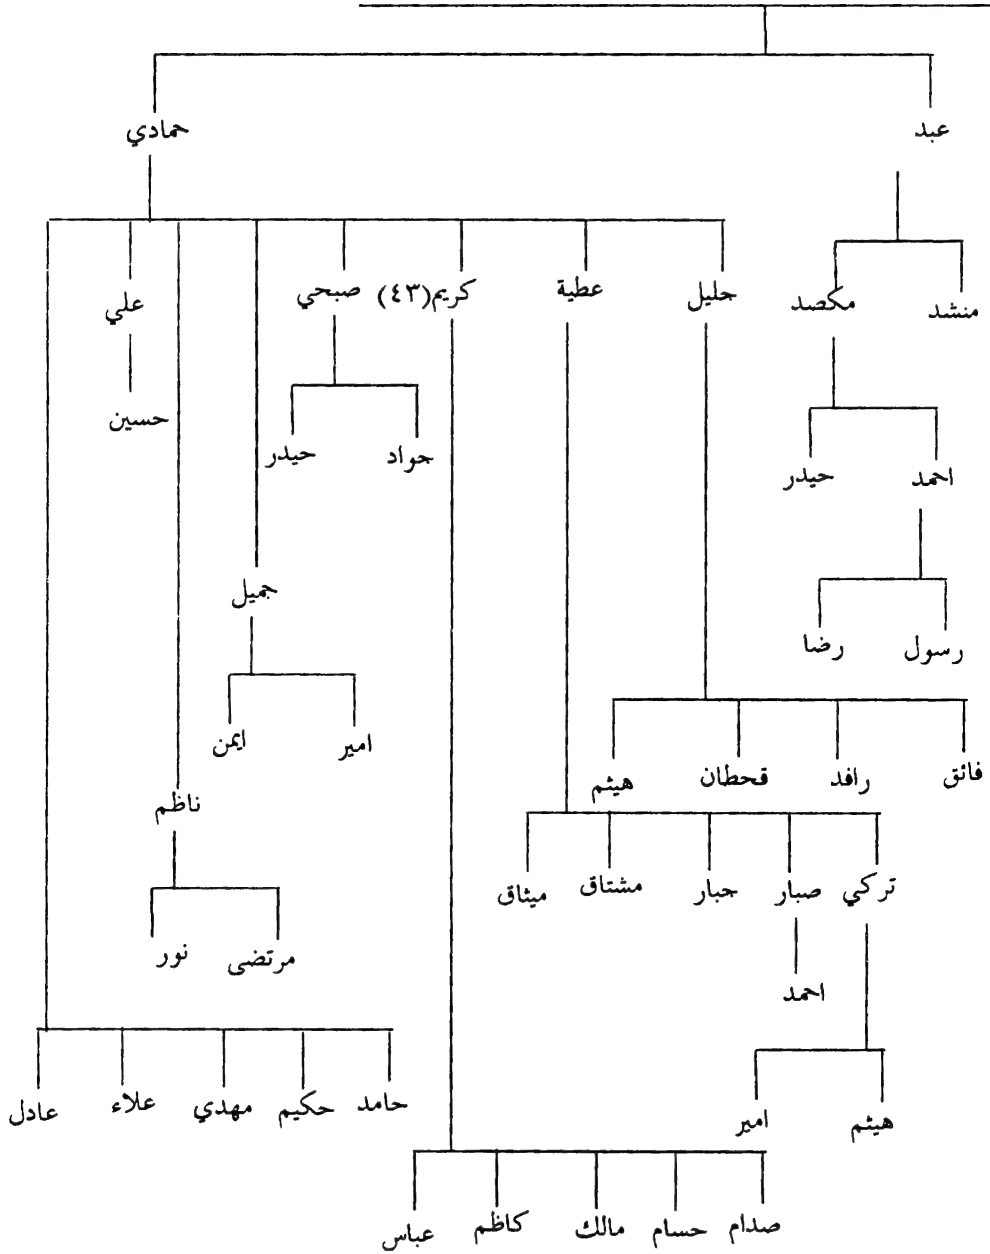 عبد
حمادي
منشد
مكصد
جليل
عطية
كريم(٤٣)
صبحي
علي
احمد
حيدر
جواد
حيدر
حسين
رسول
رضا
جميل
فائق
رافد
قحطان
هيثم
امير
ايمن
ناظم
تركي
صبار
جبار
مشتاق
ميثاق
مرتضى
نور
احمد
هيثم
امير
حامد
حكيم
مهدي
علاء
عادل
صدام
حسام
مالك
كاظم
عباس